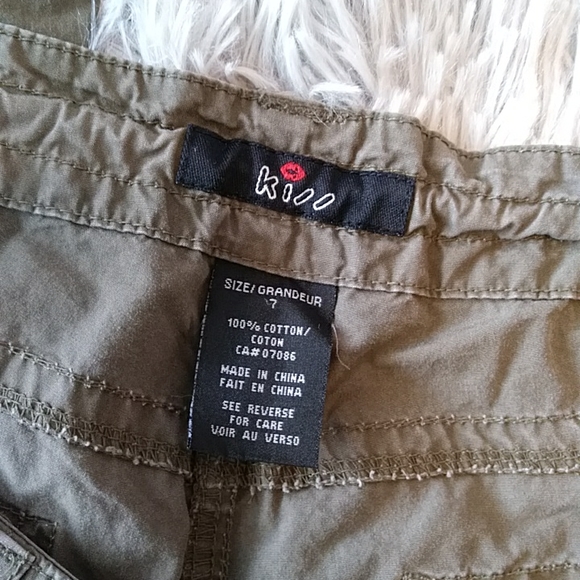 kill
SIZE/GRANDEUR
7
100% COTTON/
COTON
CA#07086
MADE IN CHINA
FAIT EN CHINA
SEE REVERSE
FOR CARE
VOIR AU VERSO